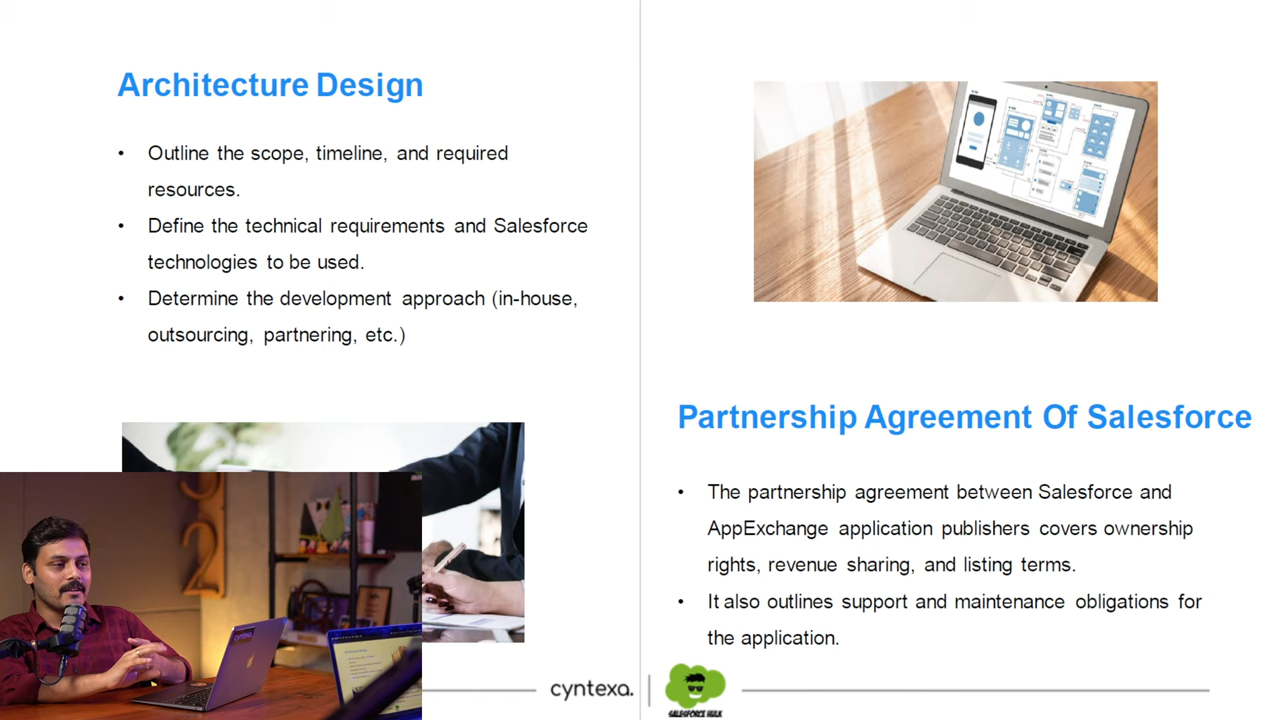 Architecture Design
• Outline the scope, timeline, and required
resources.
• Define the technical requirements and Salesforce
technologies to be used.
• Determine the development approach (in-house,
outsourcing, partnering, etc.)
Partnership Agreement Of Salesforce
• The partnership agreement between Salesforce and
AppExchange application publishers covers ownership
rights, revenue sharing, and listing terms.
• It also outlines support and maintenance obligations for
the application.
cyntexa
cyntexa.
SALESFORCE HULK